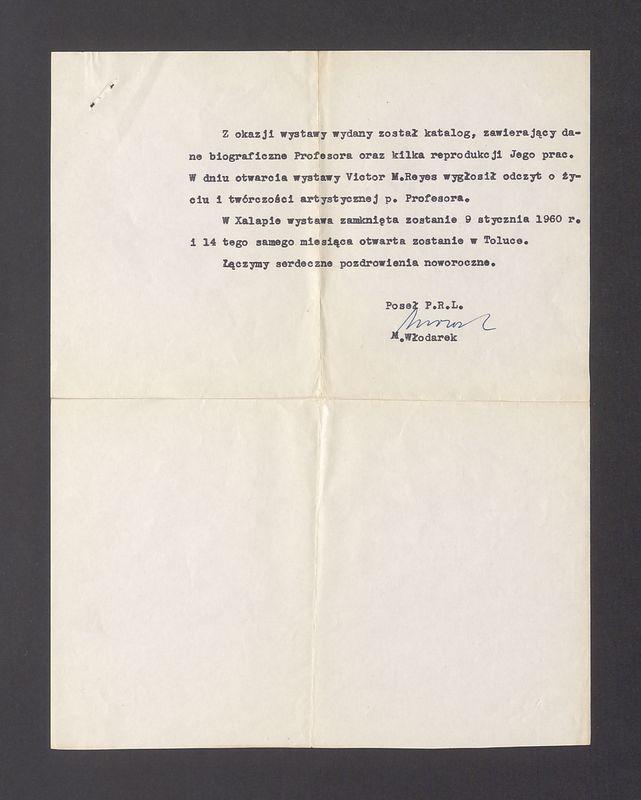 Z okazji wystawy wydany został katalog, zawierający da-
ne biograficzne Profesora oraz kilka reprodukcji Jego prac.
W dniu otwarcia wystawy Victor M.Reyes wygłosił odczyt o ży-
ciu i twórczości artystycznej p. Profesora.
W Xalapie wystawa zamknięta zostanie 9 stycznia 1960 r.
i 14 tego samego miesiąca otwarta zostanie w Toluce.
Łączymy serdeczne pozdrowienia noworoczne.
Poseł P.R.L.
M.Włodarek